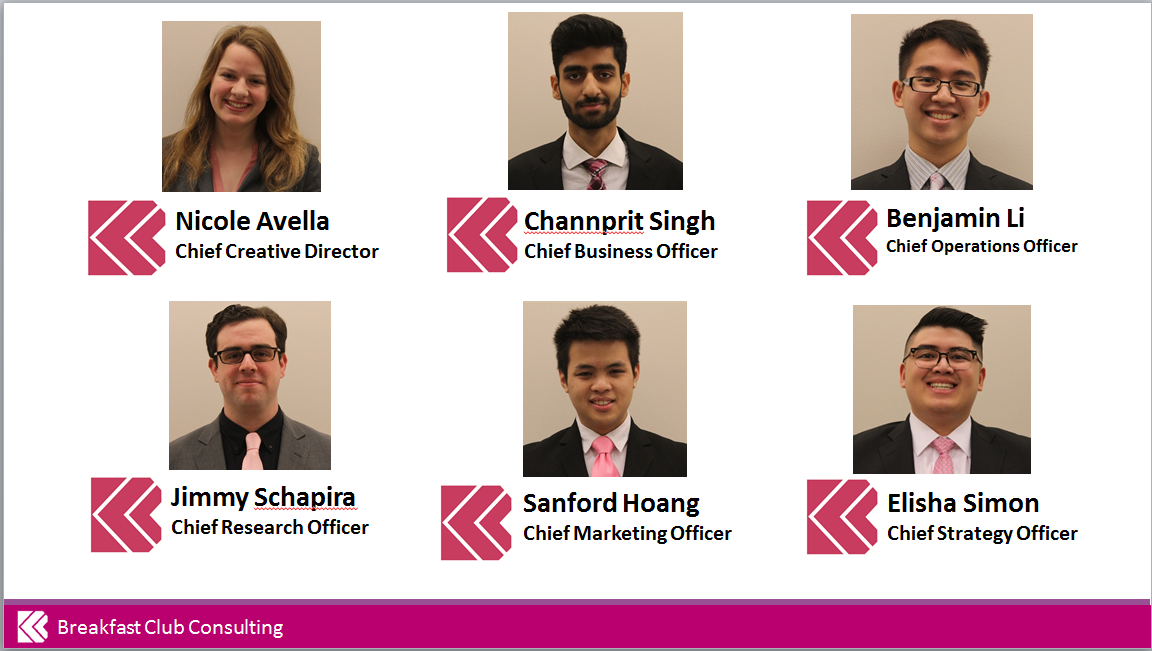 Nicole Avella
Chief Creative Director
Channprit Singh
Chief Business Officer
Benjamin Li
Chief Operations Officer
Jimmy Schapira
Chief Research Officer
Sanford Hoang
Chief Marketing Officer
Elisha Simon
Chief Strategy Officer
Breakfast Club Consulting